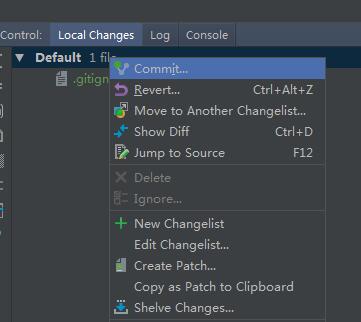 Control: Local Changes Log Console
Default 1 file
.gitign
Commit...
Revert... Ctrl+Alt+Z
Move to Another Changelist...
Show Diff Ctrl+D
Jump to Source F12
Delete
Ignore...
New Changelist
Edit Changelist...
Create Patch...
Copy as Patch to Clipboard
Shelve Changes...